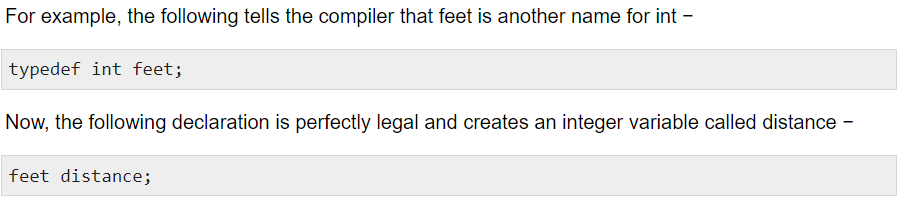 For example, the following tells the compiler that feet is another name for int −
typedef int feet;
Now, the following declaration is perfectly legal and creates an integer variable called distance −
feet distance;